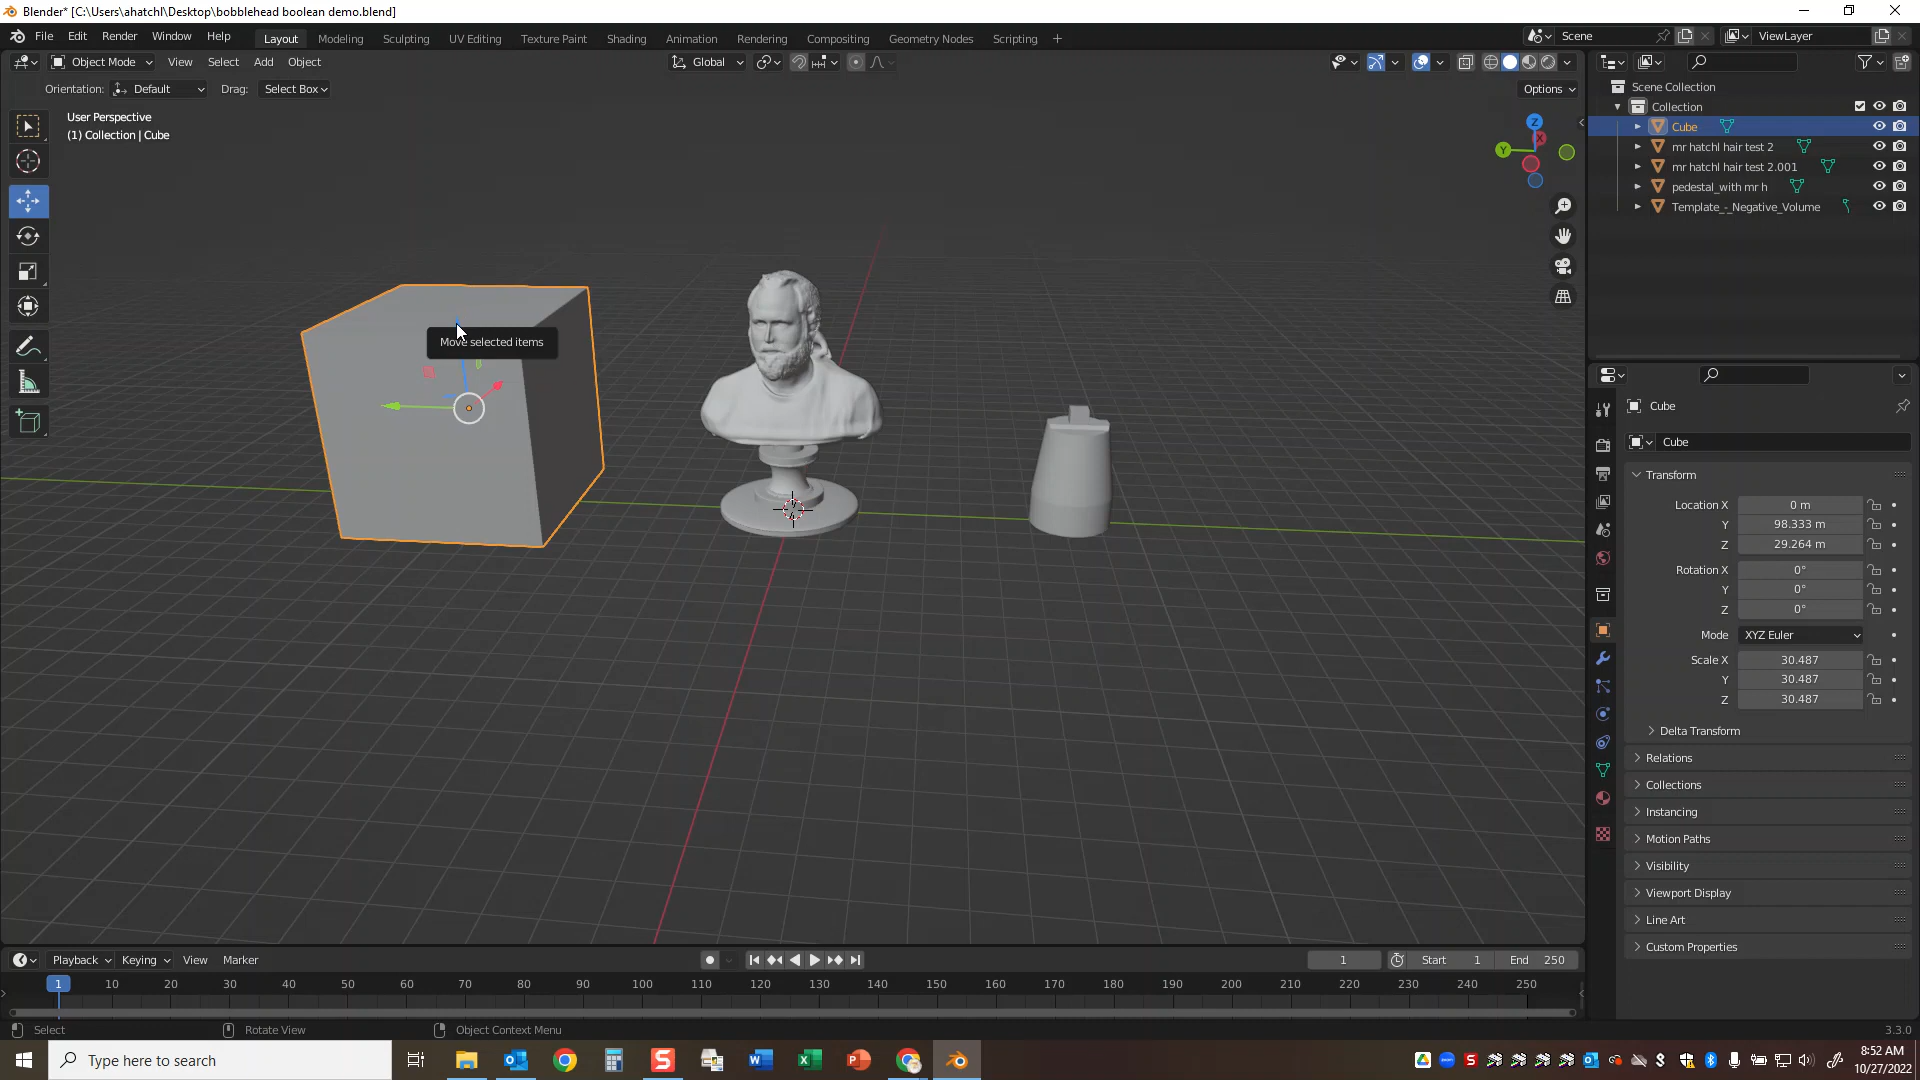 Blender* [C:\Users\ahatchl\Desktop\bobblehead boolean demo.blend]
File Edit Render Window Help Layout Modeling Sculpting UV Editing Texture Paint Shading Animation Rendering Compositing Geometry Nodes Scripting + Scene ViewLayer
Object Mode View Select Add Object Global
Orientation: Default Drag: Select Box Options
User Perspective
(1) Collection | Cube
Z
X
Y
Move selected items
Scene Collection
Collection
Cube
mr hatchl hair test 2
mr hatchl hair test 2.001
pedestal_with mr h
Template_-_Negative_Volume
Cube
Cube
Transform
Location X 0 m
Y 98.333 m
Z 29.264 m
Rotation X 0°
Y 0°
Z 0°
Mode XYZ Euler
Scale X 30.487
Y 30.487
Z 30.487
Delta Transform
Relations
Collections
Instancing
Motion Paths
Visibility
Viewport Display
Line Art
Custom Properties
Playback Keying View Marker 1 Start 1 End 250
1 10 20 30 40 50 60 70 80 90 100 110 120 130 140 150 160 170 180 190 200 210 220 230 240 250
Select Rotate View Object Context Menu 3.3.0
Type here to search
8:52 AM
10/27/2022